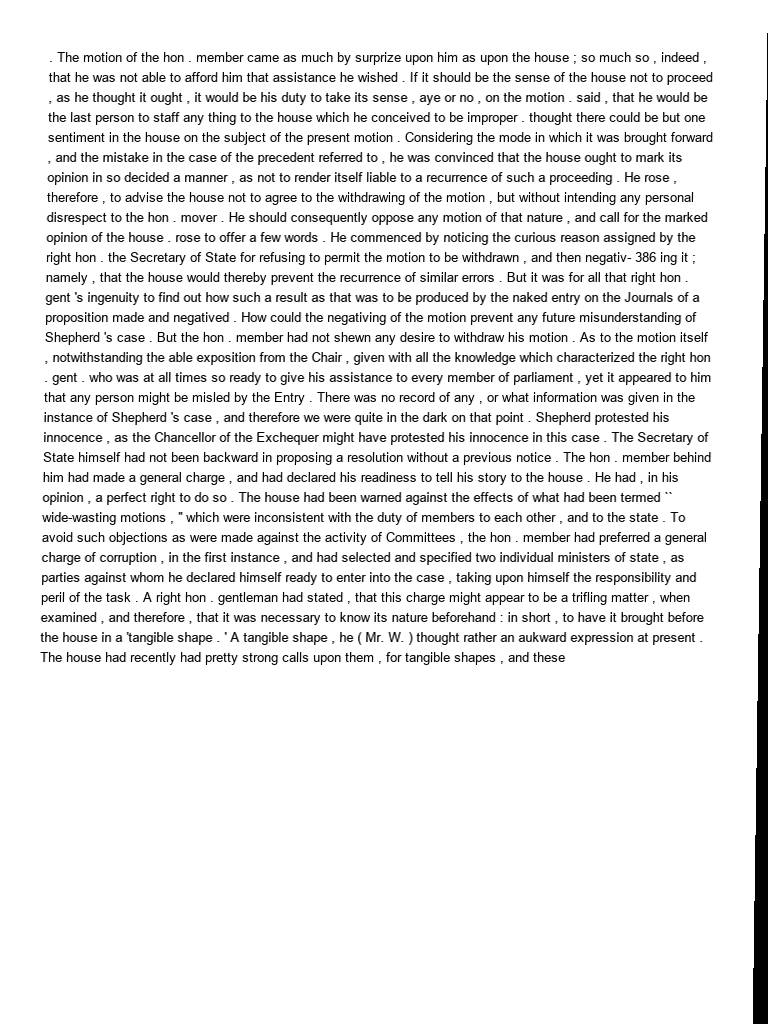 . The motion of the hon . member came as much by surprize upon him as upon the house ; so much so , indeed ,
that he was not able to afford him that assistance he wished . If it should be the sense of the house not to proceed
, as he thought it ought , it would be his duty to take its sense , aye or no , on the motion . said , that he would be
the last person to staff any thing to the house which he conceived to be improper . thought there could be but one
sentiment in the house on the subject of the present motion . Considering the mode in which it was brought forward
, and the mistake in the case of the precedent referred to , he was convinced that the house ought to mark its
opinion in so decided a manner , as not to render itself liable to a recurrence of such a proceeding . He rose ,
therefore , to advise the house not to agree to the withdrawing of the motion , but without intending any personal
disrespect to the hon . mover . He should consequently oppose any motion of that nature , and call for the marked
opinion of the house . rose to offer a few words . He commenced by noticing the curious reason assigned by the
right hon . the Secretary of State for refusing to permit the motion to be withdrawn , and then negativ- 386 ing it ;
namely , that the house would thereby prevent the recurrence of similar errors . But it was for all that right hon .
gent 's ingenuity to find out how such a result as that was to be produced by the naked entry on the Journals of a
proposition made and negatived . How could the negativing of the motion prevent any future misunderstanding of
Shepherd 's case . But the hon . member had not shewn any desire to withdraw his motion . As to the motion itself
, notwithstanding the able exposition from the Chair , given with all the knowledge which characterized the right hon
. gent . who was at all times so ready to give his assistance to every member of parliament , yet it appeared to him
that any person might be misled by the Entry . There was no record of any , or what information was given in the
instance of Shepherd 's case , and therefore we were quite in the dark on that point . Shepherd protested his
innocence , as the Chancellor of the Exchequer might have protested his innocence in this case . The Secretary of
State himself had not been backward in proposing a resolution without a previous notice . The hon . member behind
him had made a general charge , and had declared his readiness to tell his story to the house . He had , in his
opinion , a perfect right to do so . The house had been warned against the effects of what had been termed ``
wide-wasting motions , '' which were inconsistent with the duty of members to each other , and to the state . To
avoid such objections as were made against the activity of Committees , the hon . member had preferred a general
charge of corruption , in the first instance , and had selected and specified two individual ministers of state , as
parties against whom he declared himself ready to enter into the case , taking upon himself the responsibility and
peril of the task . A right hon . gentleman had stated , that this charge might appear to be a trifling matter , when
examined , and therefore , that it was necessary to know its nature beforehand : in short , to have it brought before
the house in a 'tangible shape . ' A tangible shape , he ( Mr. W. ) thought rather an aukward expression at present .
The house had recently had pretty strong calls upon them , for tangible shapes , and these